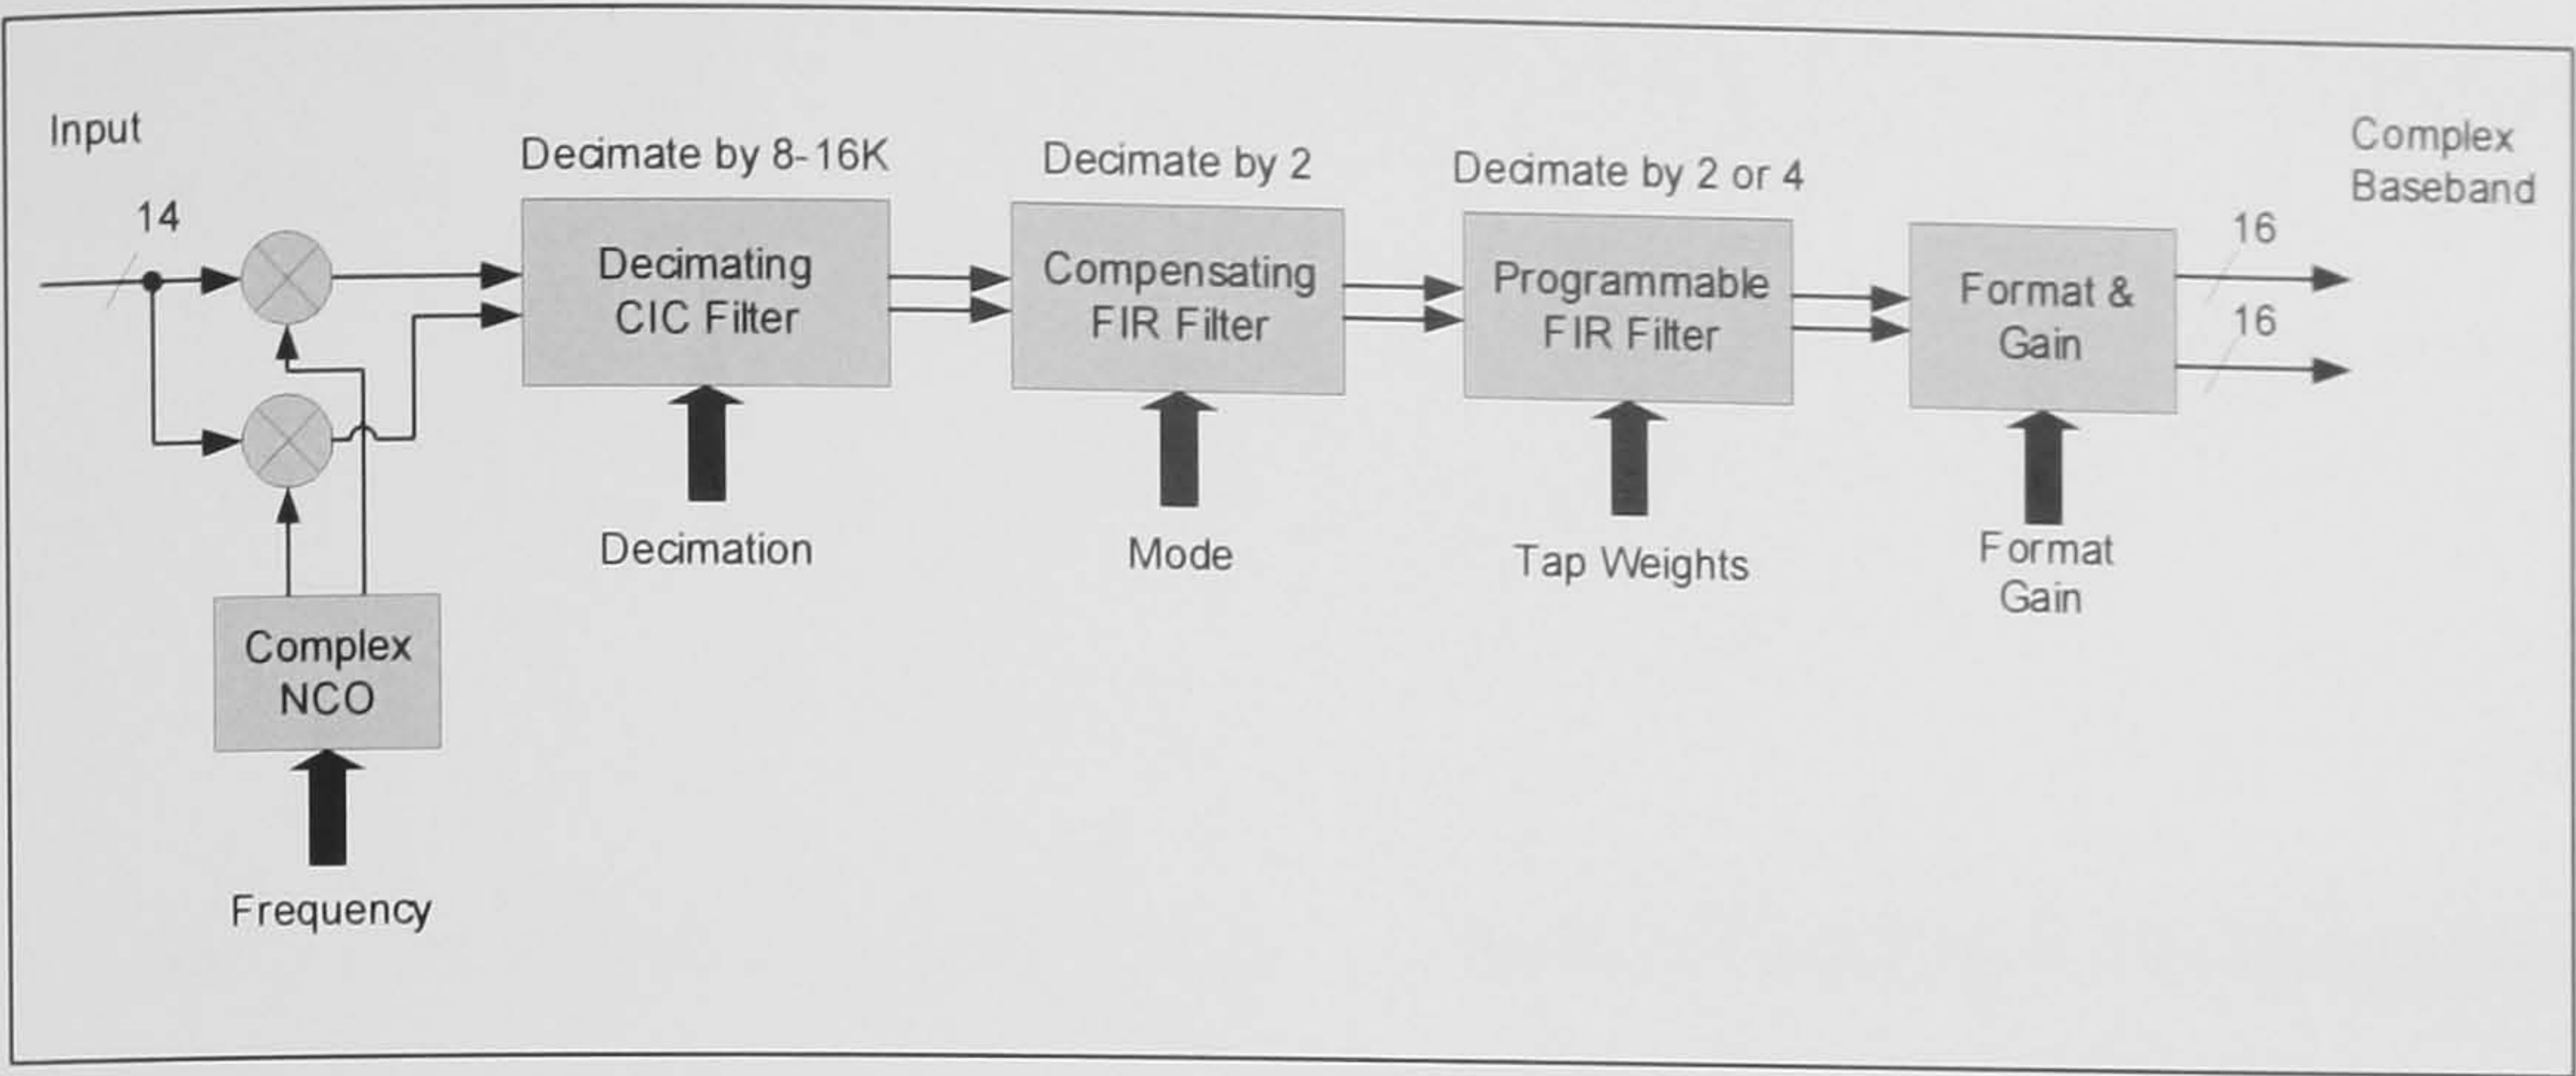 Input
14
Decimate by 8-16K
Decimate by 2
Decimate by 2 or 4
Complex
Baseband
Decimating
CIC Filter
Compensating
FIR Filter
Programmable
FIR Filter
Format &
Gain
16
16
Decimation
Mode
Tap Weights
Format
Gain
Complex
NCO
Frequency